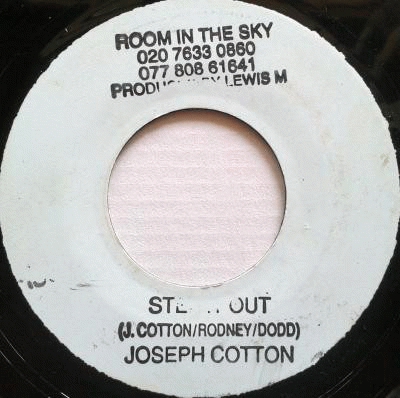 ROOM IN THE SKY
020 7633 0860
077 808 61641
LEWIS M
OUT
(J. COTTON/RODNEY/DODD)
JOSEPH COTTON